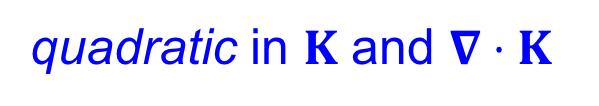 quadratic in 𝐊 and 𝛁 · 𝐊